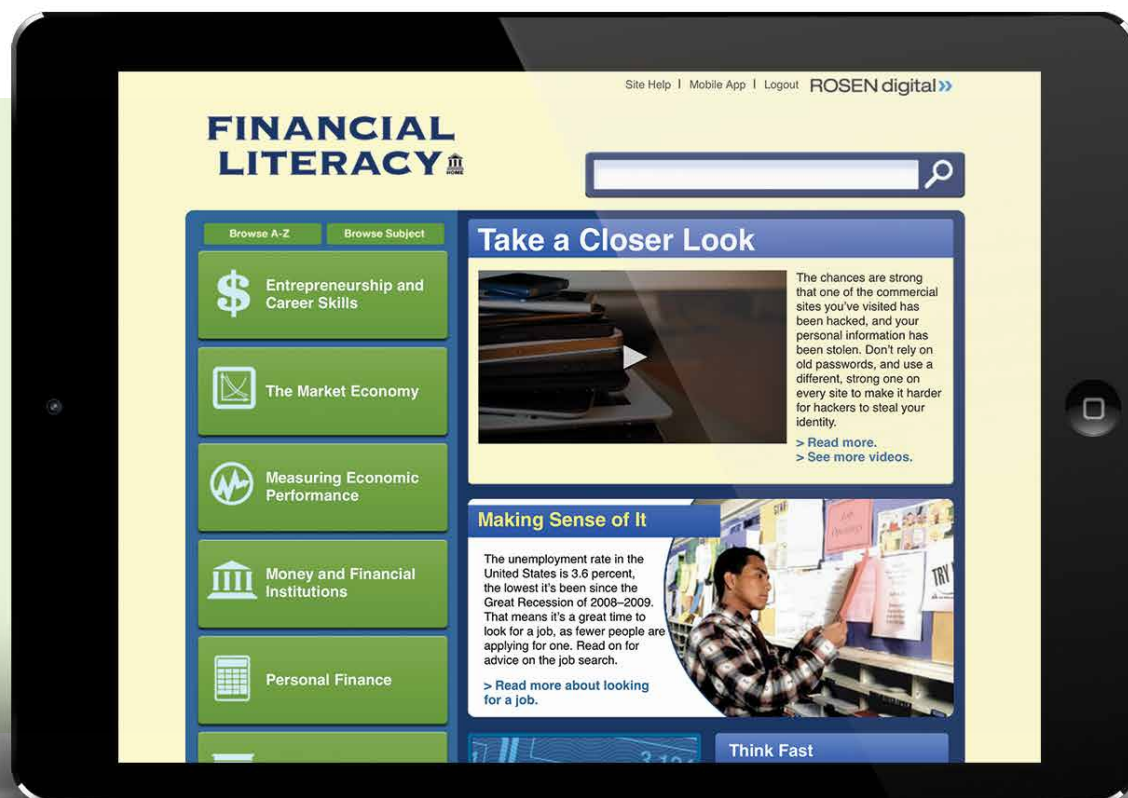 Site Help | Mobile App | Logout ROSEN digital»
FINANCIAL
LITERACY
HOME
Browse A-Z Browse Subject
Entrepreneurship and
Career Skills
The Market Economy
Measuring Economic
Performance
Money and Financial
Institutions
Personal Finance
Take a Closer Look
The chances are strong
that one of the commercial
sites you've visited has
been hacked, and your
personal information has
been stolen. Don't rely on
old passwords, and use a
different, strong one on
every site to make it harder
for hackers to steal your
identity.
> Read more.
> See more videos.
Making Sense of It
The unemployment rate in the
United States is 3.6 percent,
the lowest it's been since the
Great Recession of 2008–2009.
That means it's a great time to
look for a job, as fewer people are
applying for one. Read on for
advice on the job search.
> Read more about looking
for a job.
Job
Openings
TRY
Think Fast